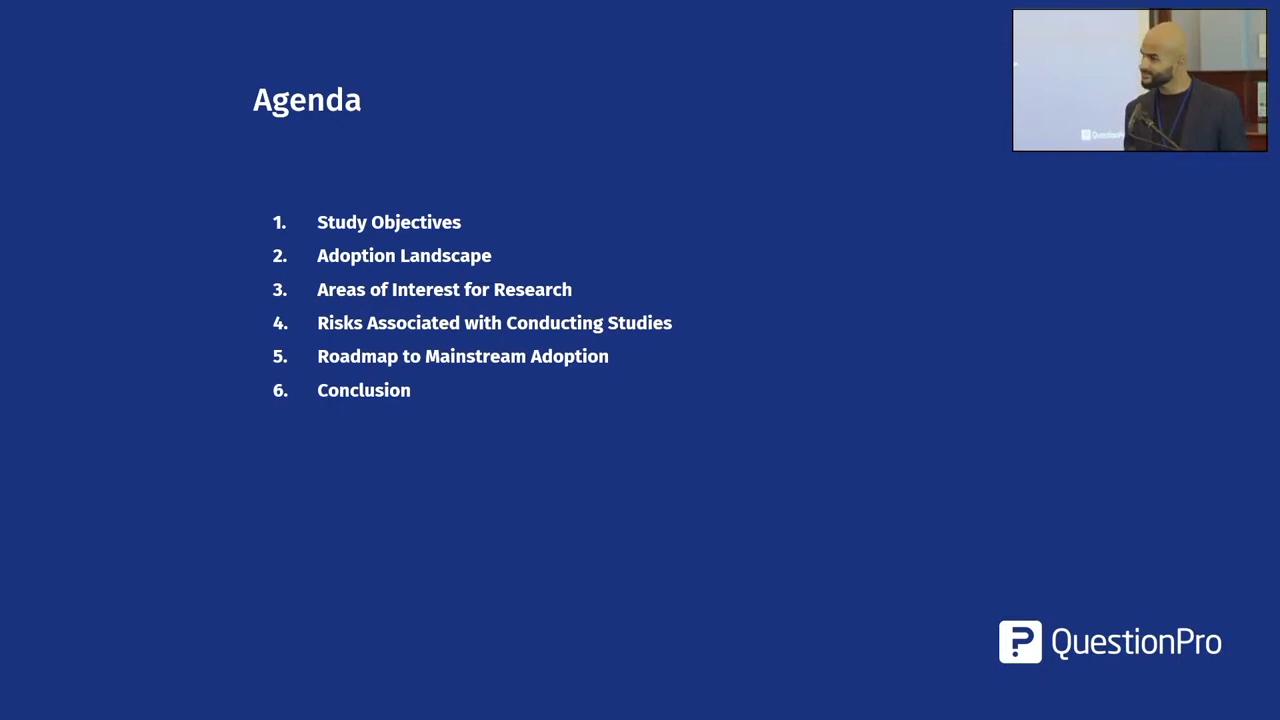 Agenda
1. Study Objectives
2. Adoption Landscape
3. Areas of Interest for Research
4. Risks Associated with Conducting Studies
5. Roadmap to Mainstream Adoption
6. Conclusion
QuestionPro